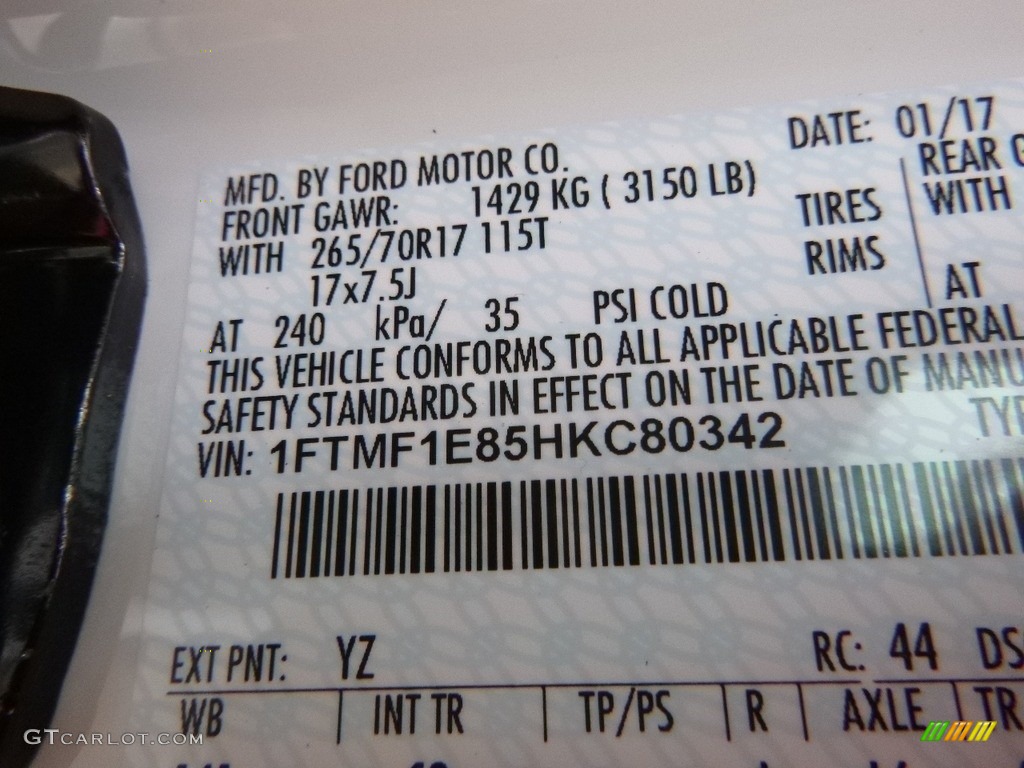 MFD. BY FORD MOTOR CO. DATE: 01/17
FRONT GAWR: 1429 KG ( 3150 LB) REAR G
WITH 265/70R17 115T TIRES WITH
17x7.5J RIMS
AT 240 kPa/ 35 PSI COLD AT
THIS VEHICLE CONFORMS TO ALL APPLICABLE FEDERAL
SAFETY STANDARDS IN EFFECT ON THE DATE OF MANU
VIN: 1FTMF1E85HKC80342 TYP
EXT PNT: YZ RC: 44 DS
WB INT TR TP/PS R AXLE TR
GTCARLOT.COM